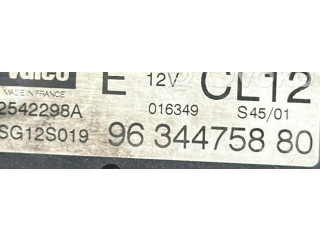 Valeo E 12V CL12
MADE IN FRANCE
2542298A 016349 S45/01
SG12S019 96 344758 80